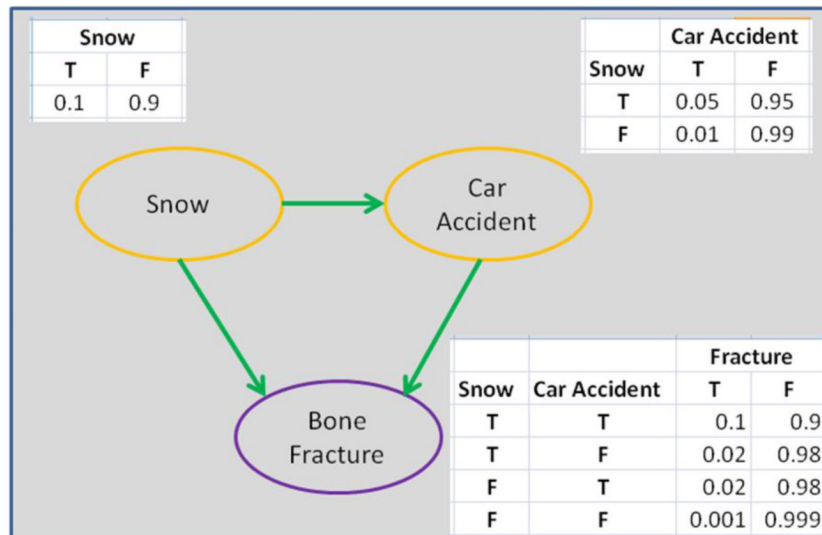 Snow
T F
0.1 0.9
Car Accident
Snow T F
T 0.05 0.95
F 0.01 0.99
Snow
Car
Accident
Bone
Fracture
Fracture
Snow Car Accident T F
T T 0.1 0.9
T F 0.02 0.98
F T 0.02 0.98
F F 0.001 0.999